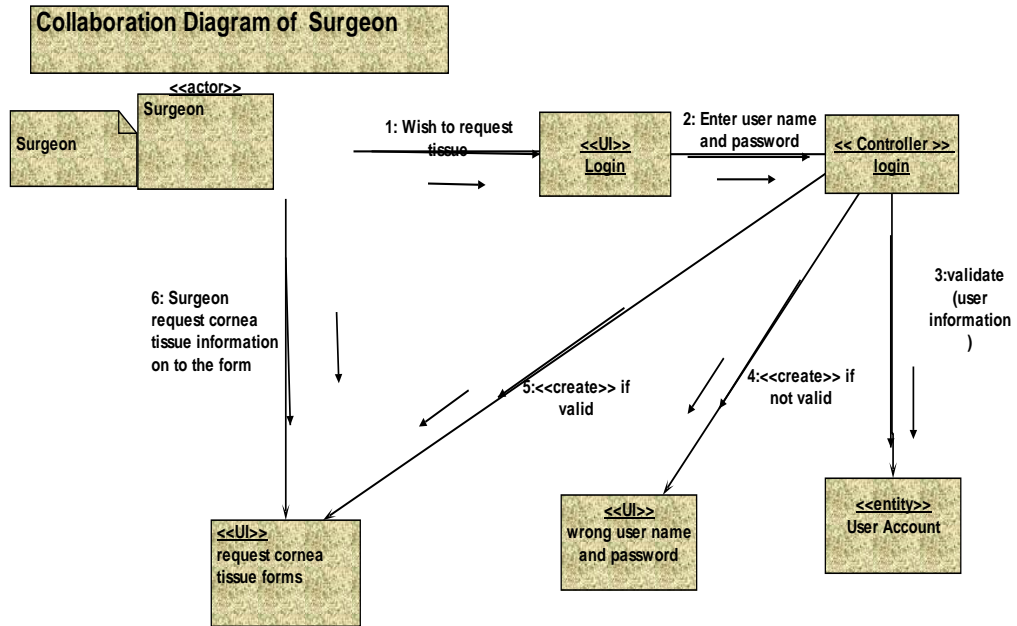 Collaboration Diagram of  Surgeon
<<actor>>
Surgeon
Surgeon
1: Wish to request
tissue
<<UI>>
Login
2: Enter user name
and password
<< Controller >>
login
3:validate
(user
information
)
4:<<create>> if
not valid
5:<<create>> if
valid
6: Surgeon
request cornea
tissue information
on to the form
<<UI>>
request cornea
tissue forms
<<UI>>
wrong user name
and password
<<entity>>
User Account